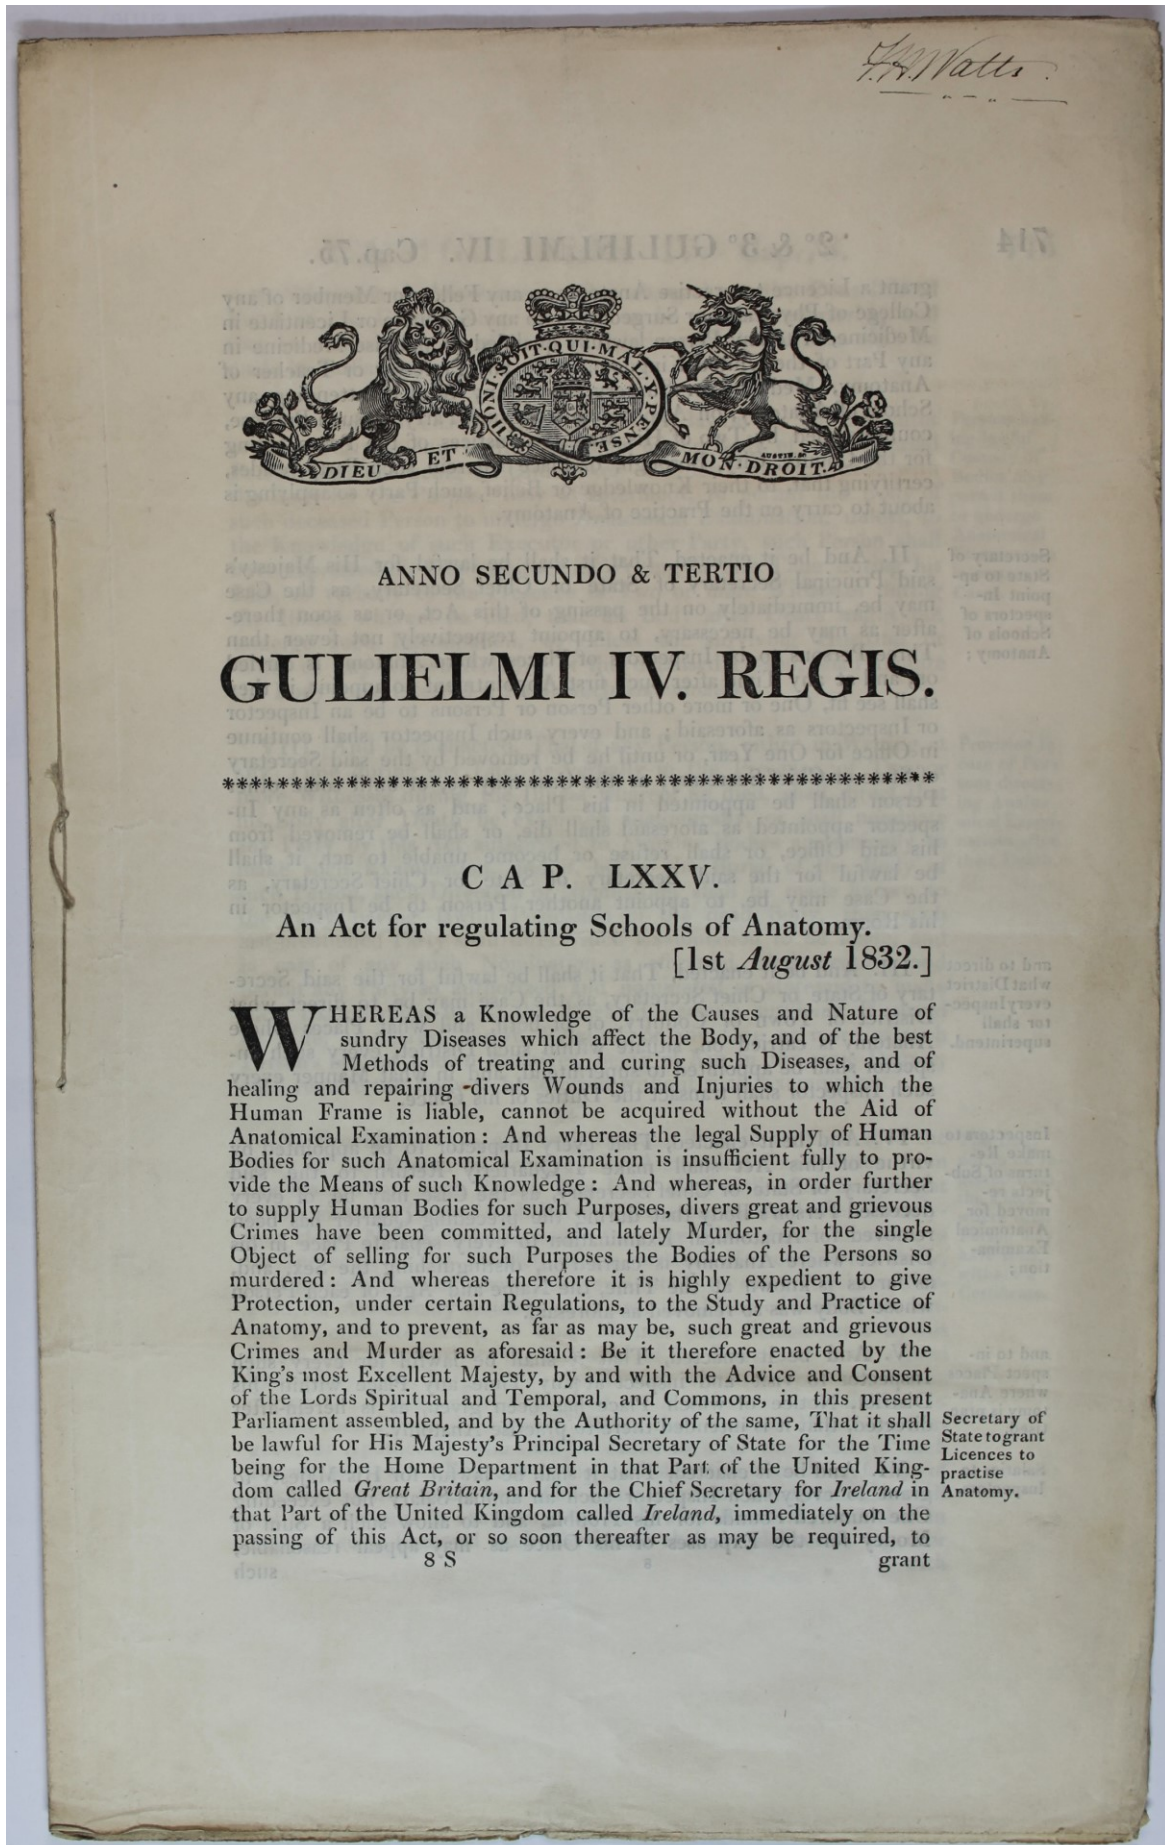 F.H. Watts.
HONI·SOIT·QUI·MAL·Y·PENSE
DIEU ET MON·DROIT.
ANNO SECUNDO & TERTIO
GULIELMI IV. REGIS.
****************************************************
CAP. LXXV.
An Act for regulating Schools of Anatomy.
[1st August 1832.]
WHEREAS a Knowledge of the Causes and Nature of
sundry Diseases which affect the Body, and of the best
Methods of treating and curing such Diseases, and of
healing and repairing divers Wounds and Injuries to which the
Human Frame is liable, cannot be acquired without the Aid of
Anatomical Examination: And whereas the legal Supply of Human
Bodies for such Anatomical Examination is insufficient fully to pro-
vide the Means of such Knowledge: And whereas, in order further
to supply Human Bodies for such Purposes, divers great and grievous
Crimes have been committed, and lately Murder, for the single
Object of selling for such Purposes the Bodies of the Persons so
murdered: And whereas therefore it is highly expedient to give
Protection, under certain Regulations, to the Study and Practice of
Anatomy, and to prevent, as far as may be, such great and grievous
Crimes and Murder as aforesaid: Be it therefore enacted by the
King's most Excellent Majesty, by and with the Advice and Consent
of the Lords Spiritual and Temporal, and Commons, in this present
Parliament assembled, and by the Authority of the same, That it shall
be lawful for His Majesty's Principal Secretary of State for the Time
being for the Home Department in that Part of the United King-
dom called Great Britain, and for the Chief Secretary for Ireland in
that Part of the United Kingdom called Ireland, immediately on the
passing of this Act, or so soon thereafter as may be required, to
8 S grant
Secretary of
State to grant
Licences to
practise
Anatomy.